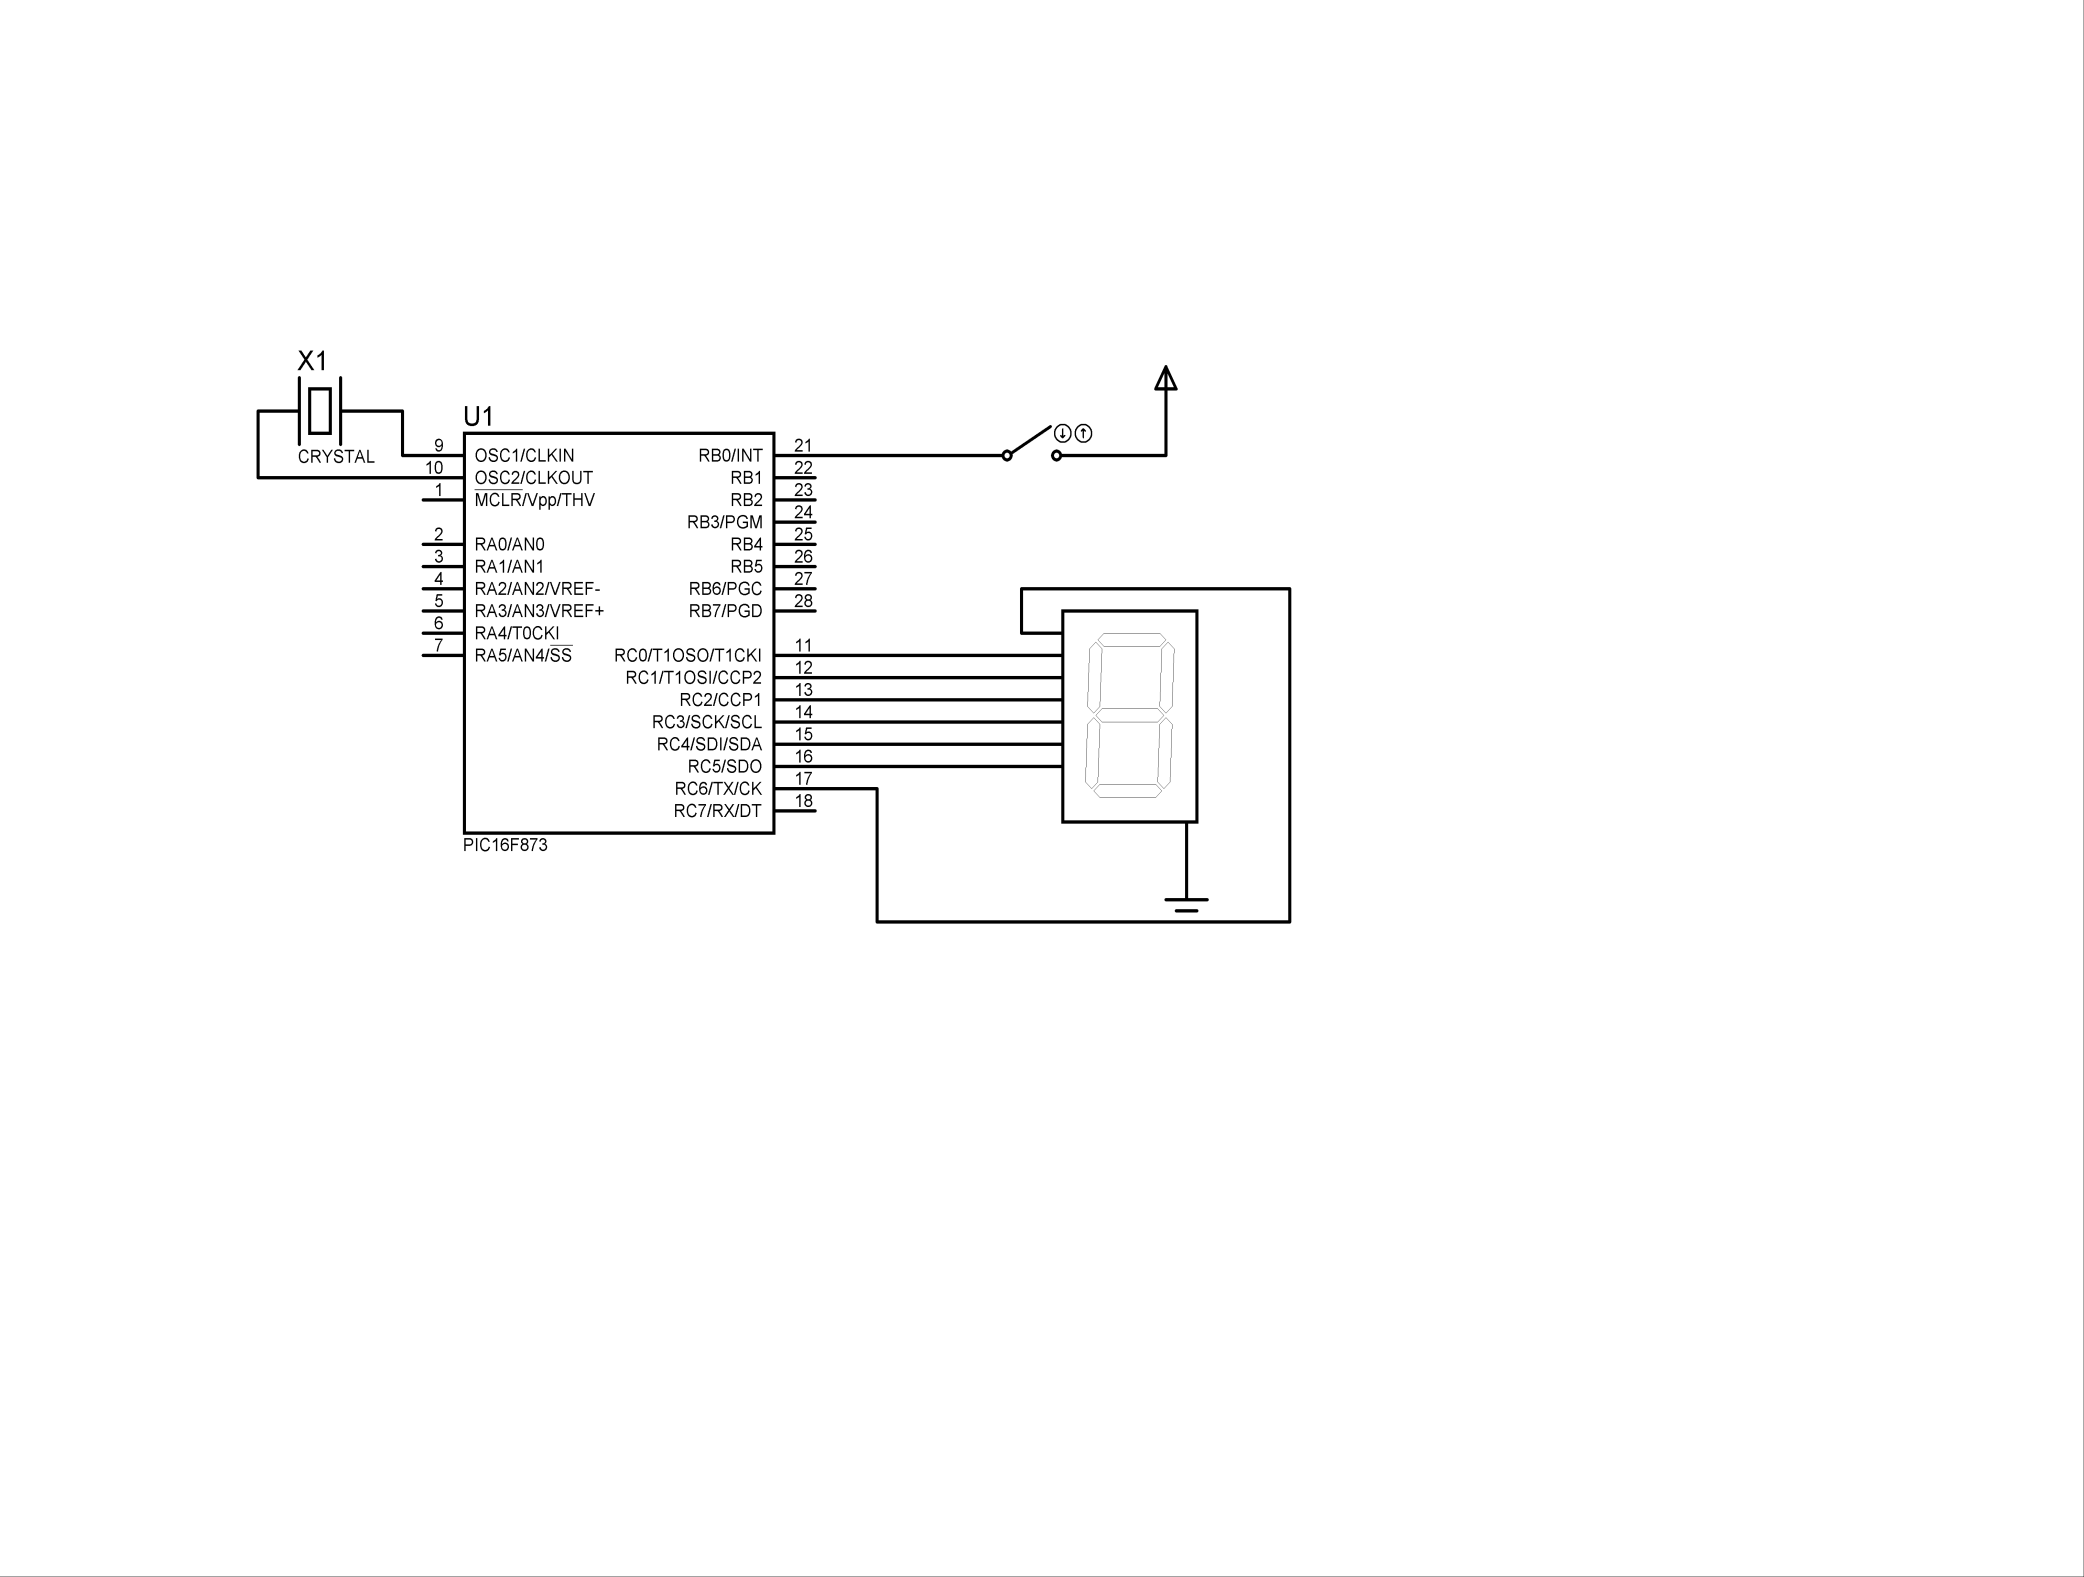 X1
CRYSTAL
U1
9 OSC1/CLKIN
10 OSC2/CLKOUT
1 MCLR/Vpp/THV
2 RA0/AN0
3 RA1/AN1
4 RA2/AN2/VREF-
5 RA3/AN3/VREF+
6 RA4/T0CKI
7 RA5/AN4/SS
RB0/INT 21
RB1 22
RB2 23
RB3/PGM 24
RB4 25
RB5 26
RB6/PGC 27
RB7/PGD 28
RC0/T1OSO/T1CKI 11
RC1/T1OSI/CCP2 12
RC2/CCP1 13
RC3/SCK/SCL 14
RC4/SDI/SDA 15
RC5/SDO 16
RC6/TX/CK 17
RC7/RX/DT 18
PIC16F873